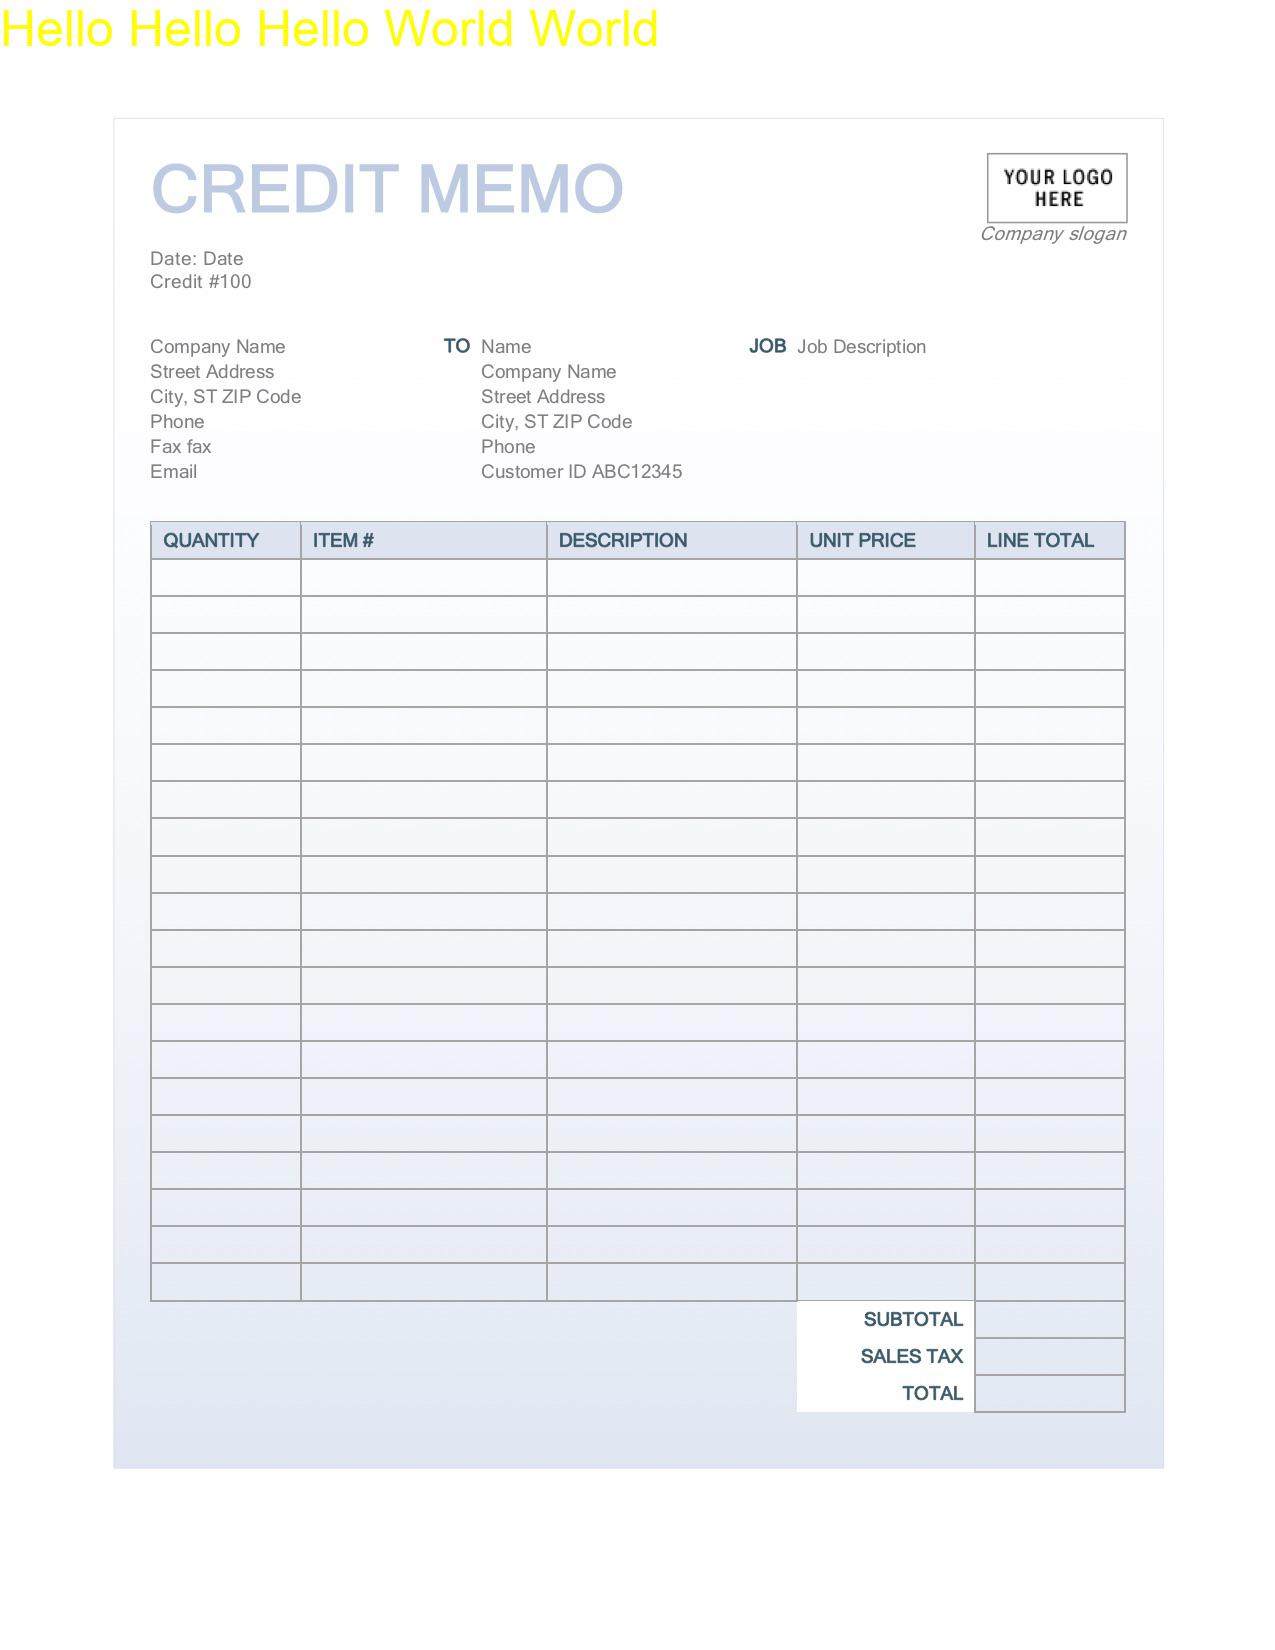 Hello Hello Hello World World
CREDIT MEMO
YOUR LOGO
HERE
Company slogan
Date: Date
Credit #100
Company Name
Street Address
City, ST ZIP Code
Phone
Fax fax
Email
TO Name
Company Name
Street Address
City, ST ZIP Code
Phone
Customer ID ABC12345
JOB Job Description
QUANTITY ITEM # DESCRIPTION UNIT PRICE LINE TOTAL
SUBTOTAL
SALES TAX
TOTAL